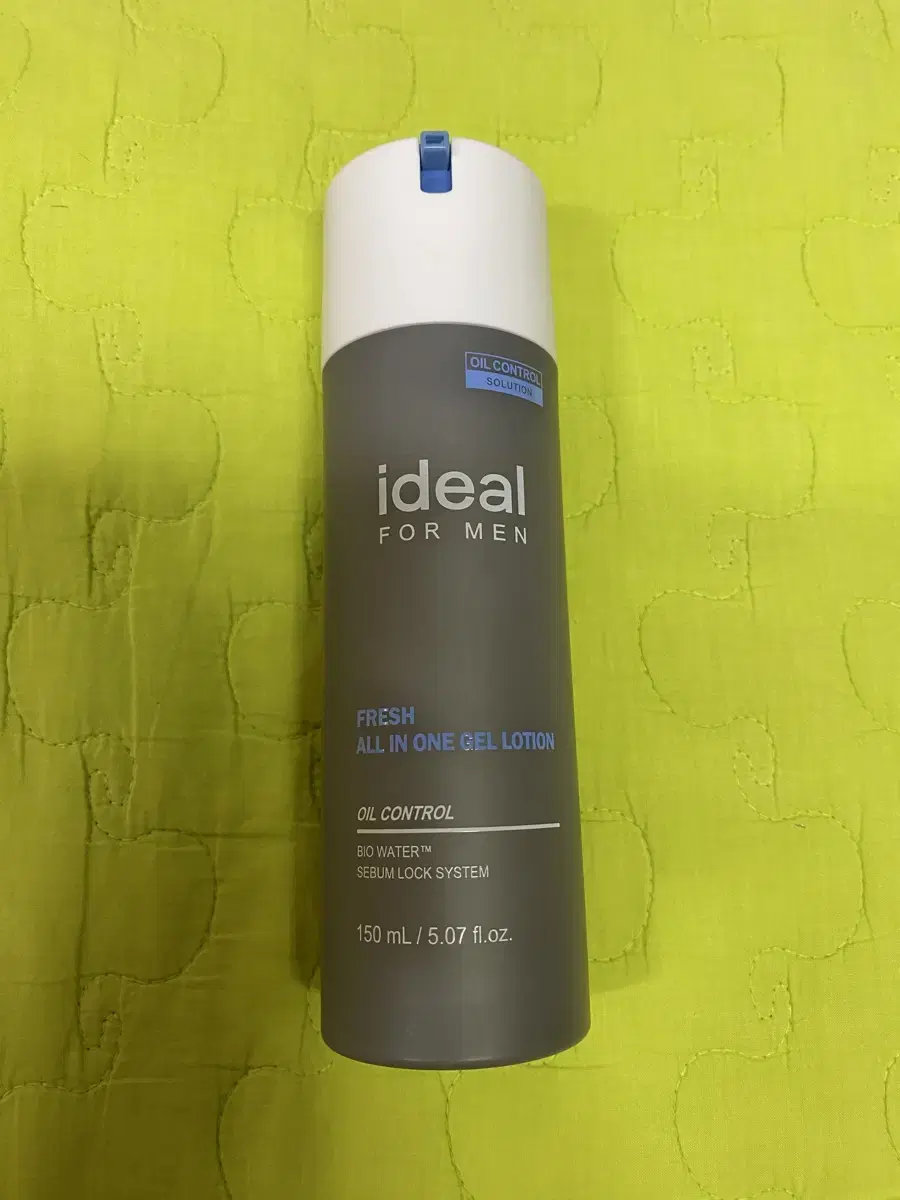 OIL CONTROL
SOLUTION
ideal
FOR MEN
FRESH
ALL IN ONE GEL LOTION
OIL CONTROL
BIO WATER™
SEBUM LOCK SYSTEM
150 mL / 5.07 fl.oz.